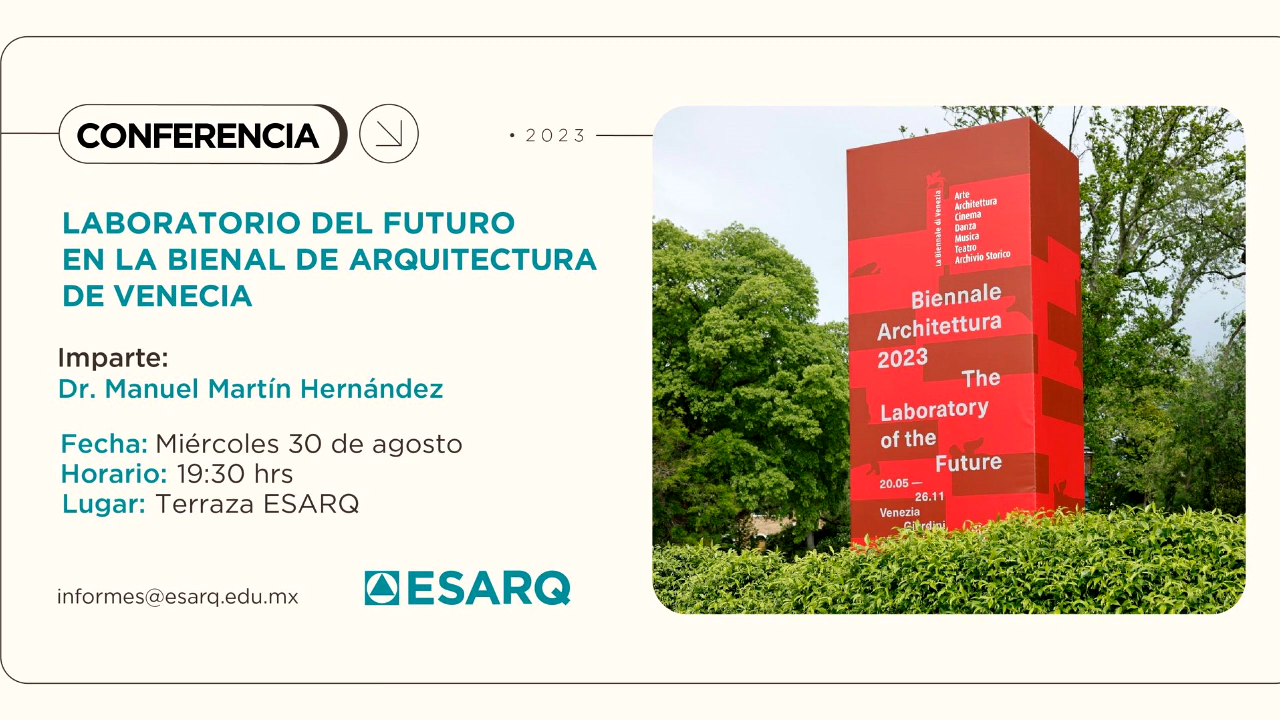 CONFERENCIA
• 2023
LABORATORIO DEL FUTURO
EN LA BIENAL DE ARQUITECTURA
DE VENECIA
Imparte:
Dr. Manuel Martín Hernández
Fecha: Miércoles 30 de agosto
Horario: 19:30 hrs
Lugar: Terraza ESARQ
informes@esarq.edu.mx
ESARQ
La Biennale di Venezia
Arte
Architettura
Cinema
Danza
Musica
Teatro
Archivio Storico
Biennale
Architettura
2023
The
Laboratory
of the
Future
20.05 —
26.11
Venezia
Giardini